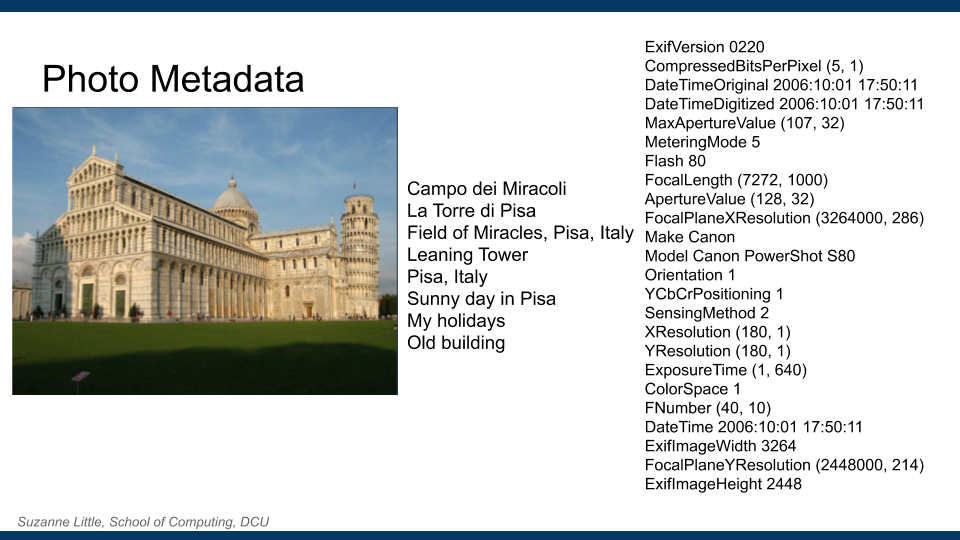 Photo Metadata
Campo dei Miracoli
La Torre di Pisa
Field of Miracles, Pisa, Italy
Leaning Tower
Pisa, Italy
Sunny day in Pisa
My holidays
Old building
ExifVersion 0220
CompressedBitsPerPixel (5, 1)
DateTimeOriginal 2006:10:01 17:50:11
DateTimeDigitized 2006:10:01 17:50:11
MaxApertureValue (107, 32)
MeteringMode 5
Flash 80
FocalLength (7272, 1000)
ApertureValue (128, 32)
FocalPlaneXResolution (3264000, 286)
Make Canon
Model Canon PowerShot S80
Orientation 1
YCbCrPositioning 1
SensingMethod 2
XResolution (180, 1)
YResolution (180, 1)
ExposureTime (1, 640)
ColorSpace 1
FNumber (40, 10)
DateTime 2006:10:01 17:50:11
ExifImageWidth 3264
FocalPlaneYResolution (2448000, 214)
ExifImageHeight 2448
Suzanne Little, School of Computing, DCU